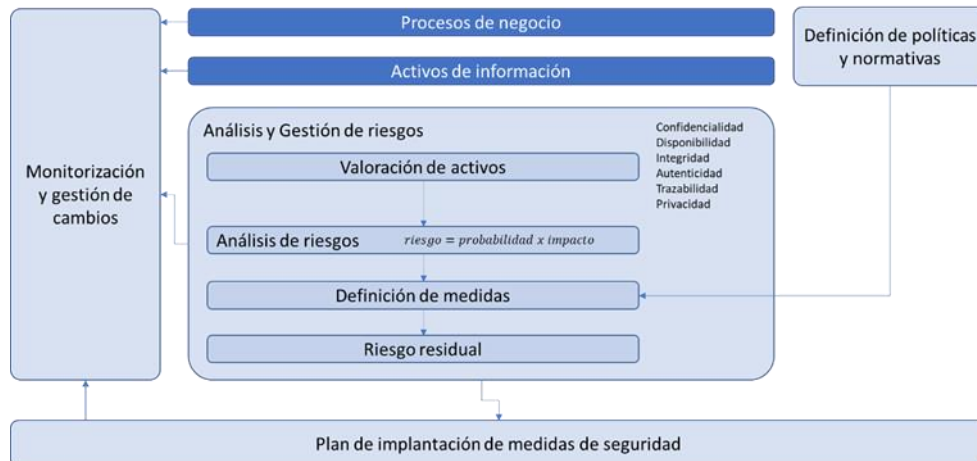 Procesos de negocio
Definición de políticas
y normativas
Activos de información
Análisis y Gestión de riesgos
Confidencialidad
Disponibilidad
Integridad
Autenticidad
Trazabilidad
Privacidad
Valoración de activos
Monitorización
y gestión de
cambios
Análisis de riesgos riesgo = probabilidad x impacto
Definición de medidas
Riesgo residual
Plan de implantación de medidas de seguridad